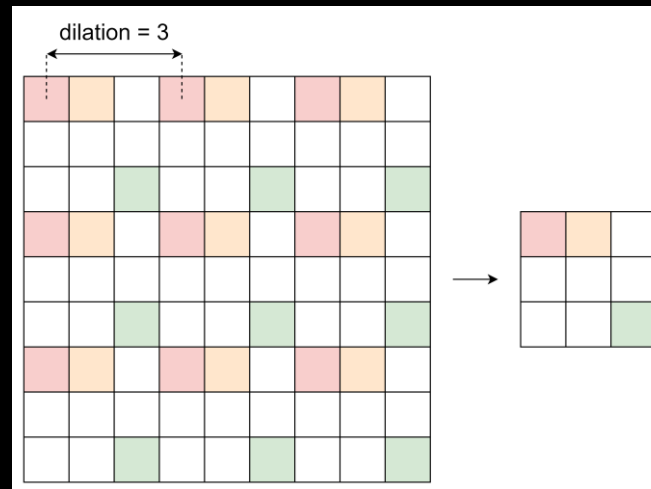 dilation = 3